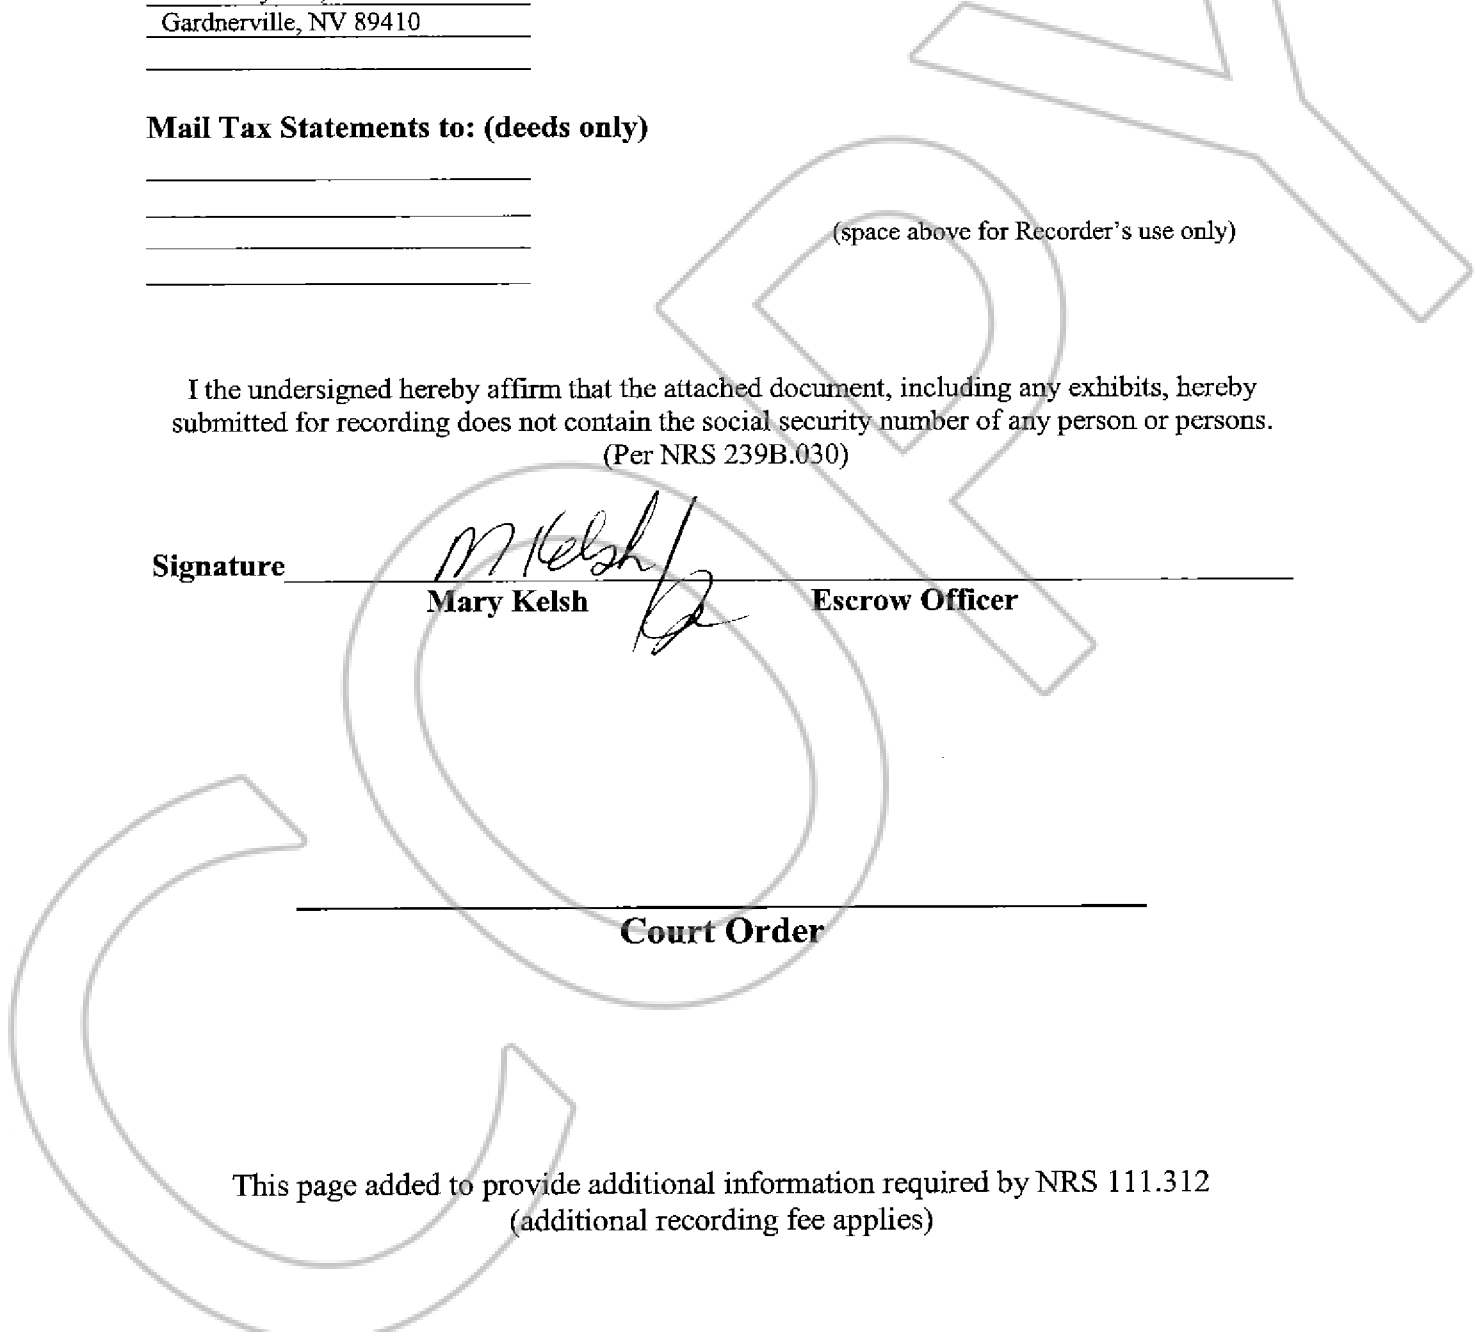 Gardnerville, NV 89410
Mail Tax Statements to: (deeds only)
(space above for Recorder's use only)
I the undersigned hereby affirm that the attached document, including any exhibits, hereby
submitted for recording does not contain the social security number of any person or persons.
(Per NRS 239B.030)
M Kelsh/
Signature
Mary Kelsh Escrow Officer
Court Order
This page added to provide additional information required by NRS 111.312
(additional recording fee applies)
COPY